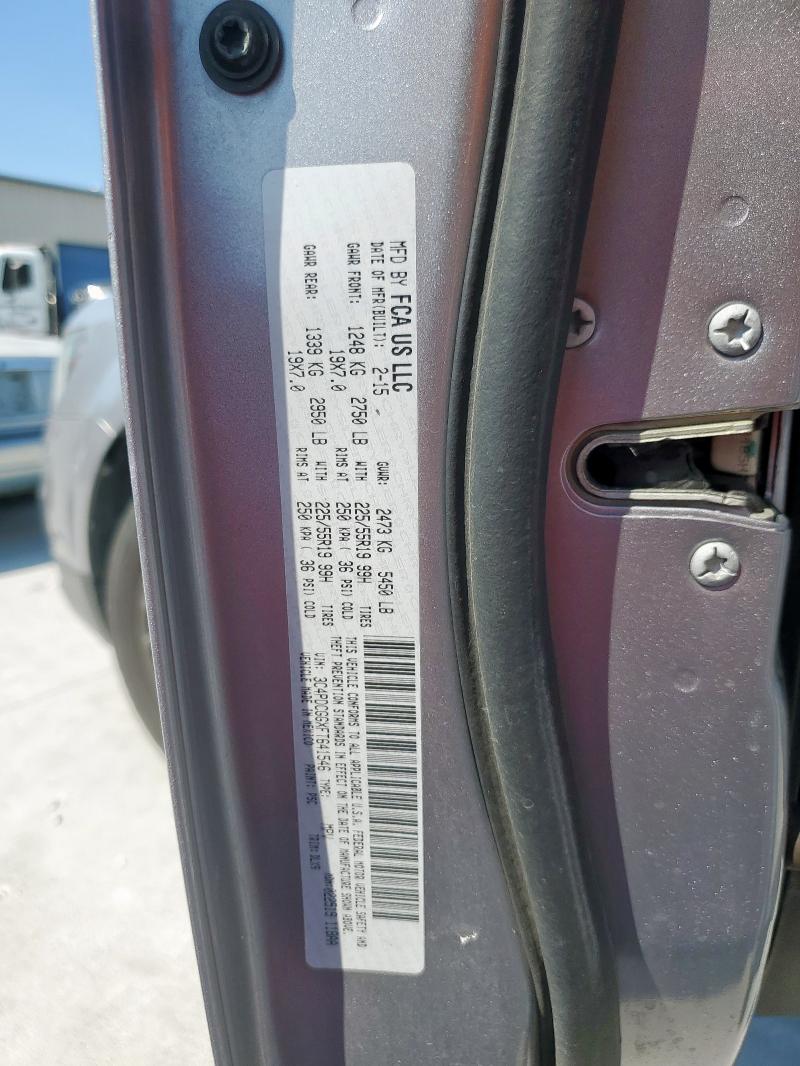 MFD BY FCA US LLC
DATE OF MFR(BUILT): 2-15 GVWR: 2473 KG 5450 LB
GAWR FRONT: 1248 KG 2750 LB WITH 225/55R19 99H TIRES
19X7.0 RIMS AT 250 KPA ( 36 PSI) COLD
GAWR REAR: 1339 KG 2950 LB WITH 225/55R19 99H TIRES
19X7.0 RIMS AT 250 KPA ( 36 PSI) COLD
THIS VEHICLE CONFORMS TO ALL APPLICABLE U.S.A. FEDERAL MOTOR VEHICLE SAFETY AND
THEFT PREVENTION STANDARDS IN EFFECT ON THE DATE OF MANUFACTURE SHOWN ABOVE.
VIN: 3C4PDCGGXFT641546 TYPE: MPV
VEHICLE MADE IN MEXICO PAINT: PSC TRIM: